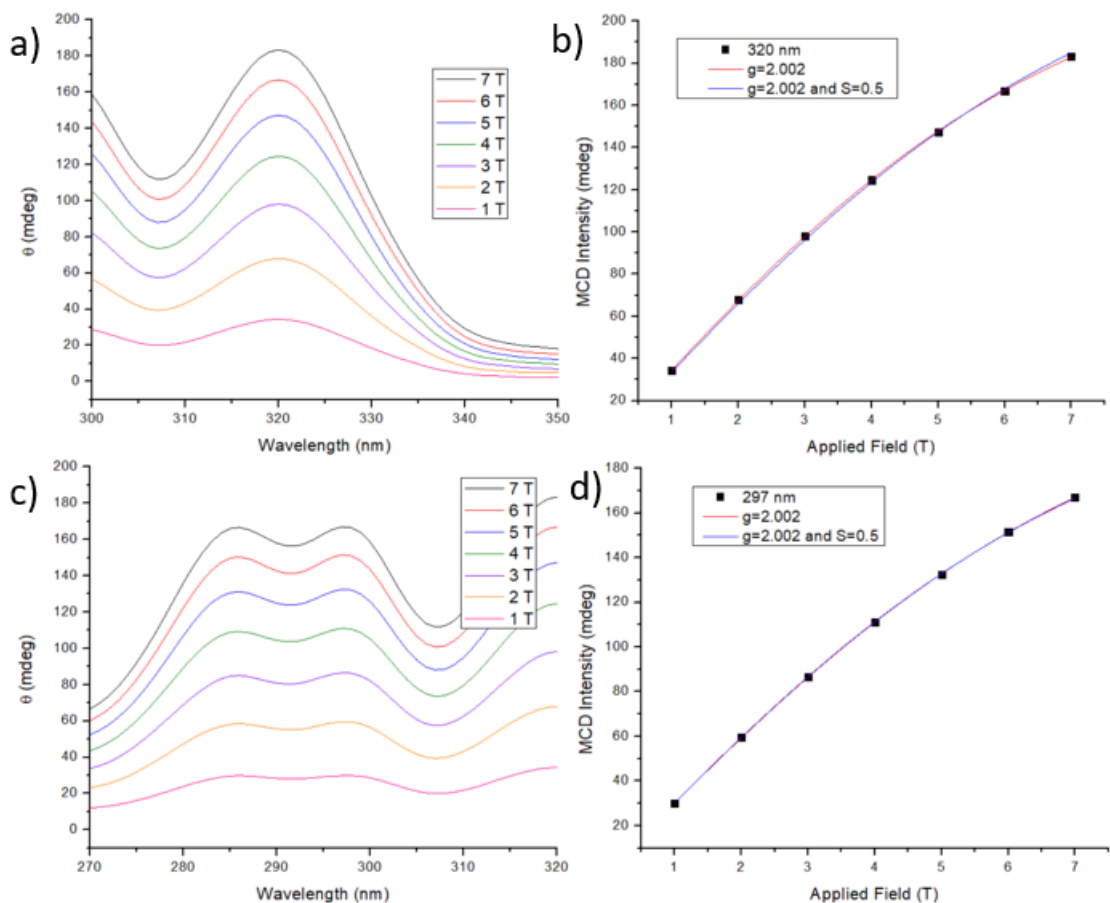 a)
θ (mdeg)
200
180
160
140
120
100
80
60
40
20
0
7 T
6 T
5 T
4 T
3 T
2 T
1 T
300
310
320
330
340
350
Wavelength (nm)
b)
MCD Intensity (mdeg)
200
180
160
140
120
100
80
60
40
20
320 nm
g=2.002
g=2.002 and S=0.5
1
2
3
4
5
6
7
Applied Field (T)
c)
θ (mdeg)
200
180
160
140
120
100
80
60
40
20
0
7 T
6 T
5 T
4 T
3 T
2 T
1 T
270
280
290
300
310
320
Wavelength (nm)
d)
MCD Intensity (mdeg)
180
160
140
120
100
80
60
40
20
297 nm
g=2.002
g=2.002 and S=0.5
1
2
3
4
5
6
7
Applied Field (T)